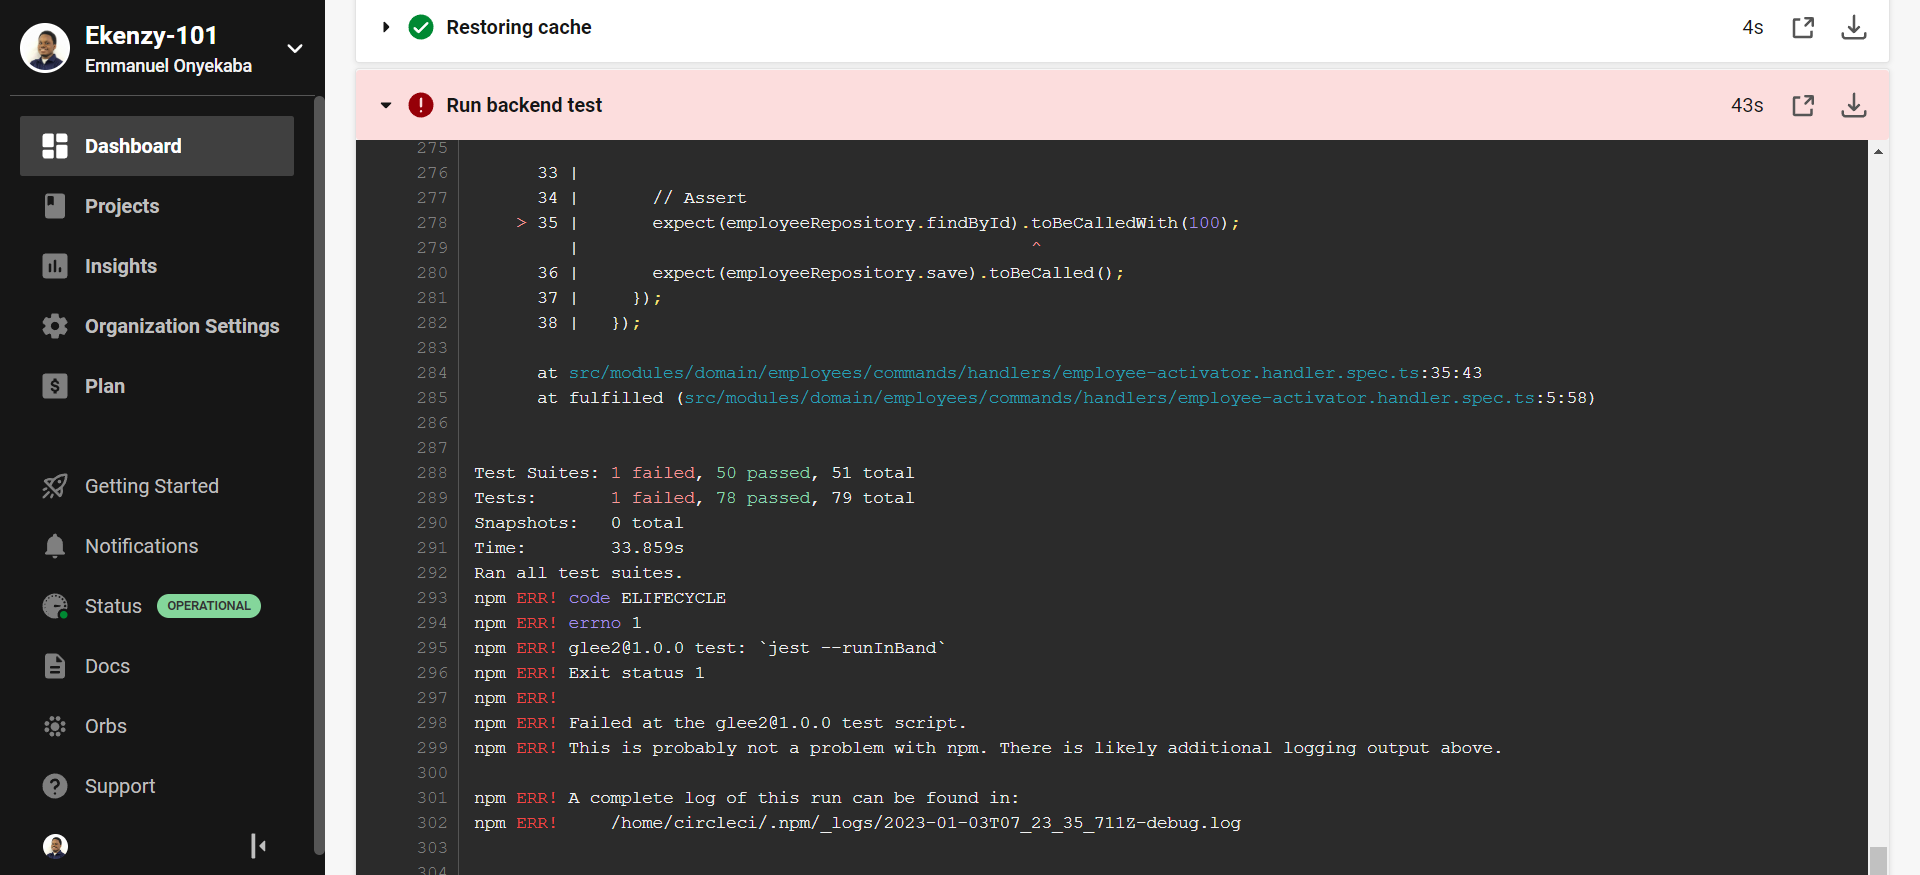 Ekenzy-101
Emmanuel Onyekaba
Dashboard
Projects
Insights
Organization Settings
Plan
Getting Started
Notifications
Status OPERATIONAL
Docs
Orbs
Support
Restoring cache 4s
Run backend test 43s
275
276 33 |
277 34 | // Assert
278 > 35 | expect(employeeRepository.findById).toBeCalledWith(100);
279 | ^
280 36 | expect(employeeRepository.save).toBeCalled();
281 37 | });
282 38 | });
283
284 at src/modules/domain/employees/commands/handlers/employee-activator.handler.spec.ts:35:43
285 at fulfilled (src/modules/domain/employees/commands/handlers/employee-activator.handler.spec.ts:5:58)
286
287
288 Test Suites: 1 failed, 50 passed, 51 total
289 Tests: 1 failed, 78 passed, 79 total
290 Snapshots: 0 total
291 Time: 33.859s
292 Ran all test suites.
293 npm ERR! code ELIFECYCLE
294 npm ERR! errno 1
295 npm ERR! glee2@1.0.0 test: `jest --runInBand`
296 npm ERR! Exit status 1
297 npm ERR!
298 npm ERR! Failed at the glee2@1.0.0 test script.
299 npm ERR! This is probably not a problem with npm. There is likely additional logging output above.
300
301 npm ERR! A complete log of this run can be found in:
302 npm ERR! /home/circleci/.npm/_logs/2023-01-03T07_23_35_711Z-debug.log
303
304